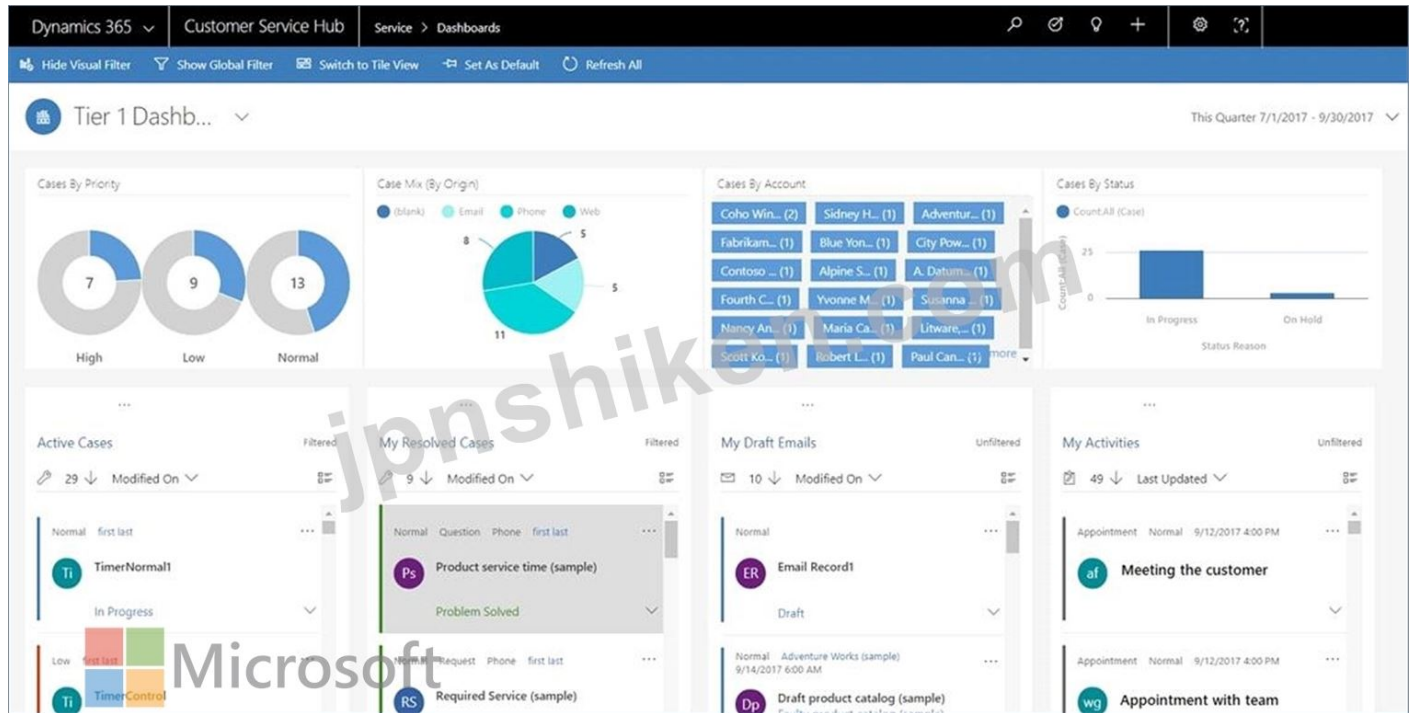 Dynamics 365 Customer Service Hub Service > Dashboards
Hide Visual Filter Show Global Filter Switch to Tile View Set As Default Refresh All
Tier 1 Dashb...
This Quarter 7/1/2017 - 9/30/2017
Cases By Priority
7 9 13
High Low Normal
Case Mix (By Origin)
(blank) Email Phone Web
8 5
5
11
Cases By Account
Coho Win... (2) Sidney H... (1) Adventur... (1)
Fabrikam... (1) Blue Yon... (1) City Pow... (1)
Contoso ... (1) Alpine S... (1) A. Datum... (1)
Fourth C... (1) Yvonne M... (1) Susanna ... (1)
Nancy An... (1) Maria Ca... (1) Litware,... (1)
Scott Ko... (1) Robert L... (1) Paul Can... (1) more
Cases By Status
Count:All (Case)
Count:All (Case)
25
0
In Progress On Hold
Status Reason
...
Active Cases Filtered
29 Modified On
Normal first last ...
Ti TimerNormal1
In Progress
Low first last ...
Ti TimerControl
...
My Resolved Cases Filtered
9 Modified On
Normal Question Phone first last ...
Ps Product service time (sample)
Problem Solved
Normal Request Phone first last ...
RS Required Service (sample)
...
My Draft Emails Unfiltered
10 Modified On
Normal ...
ER Email Record1
Draft
Normal Adventure Works (sample) ...
9/14/2017 6:00 AM
Dp Draft product catalog (sample)
...
My Activities Unfiltered
49 Last Updated
Appointment Normal 9/12/2017 4:00 PM ...
af Meeting the customer
Appointment Normal 9/12/2017 4:00 PM ...
wg Appointment with team
jpnshiken.com
Microsoft